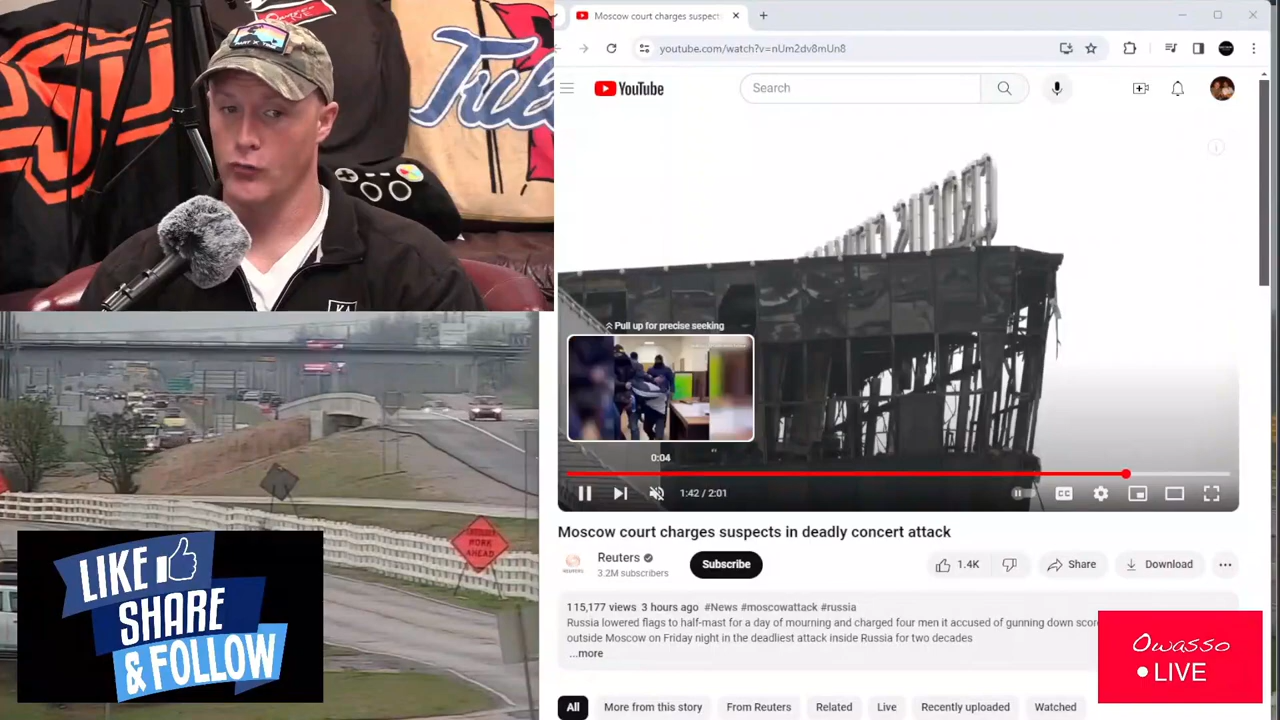 Moscow court charges suspects
youtube.com/watch?v=nUm2dv8mUn8
YouTube
Search
Pull up for precise seeking
0:04
1:42 / 2:01
CC
Moscow court charges suspects in deadly concert attack
Reuters
3.2M subscribers
Subscribe
1.4K
Share
Download
115,177 views 3 hours ago #News #moscowattack #russia
Russia lowered flags to half-mast for a day of mourning and charged four men it accused of gunning down
outside Moscow on Friday night in the deadliest attack inside Russia for two decades
...more
All
More from this story
From Reuters
Related
Live
Recently uploaded
Watched
Owasso
LIVE
LIKE
SHARE
& FOLLOW
WORK
AHEAD